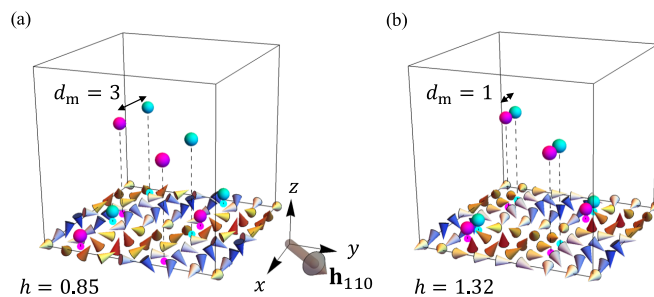 (a)
(b)
d_m = 3
d_m = 1
z
y
x
h_110
h = 0.85
h = 1.32